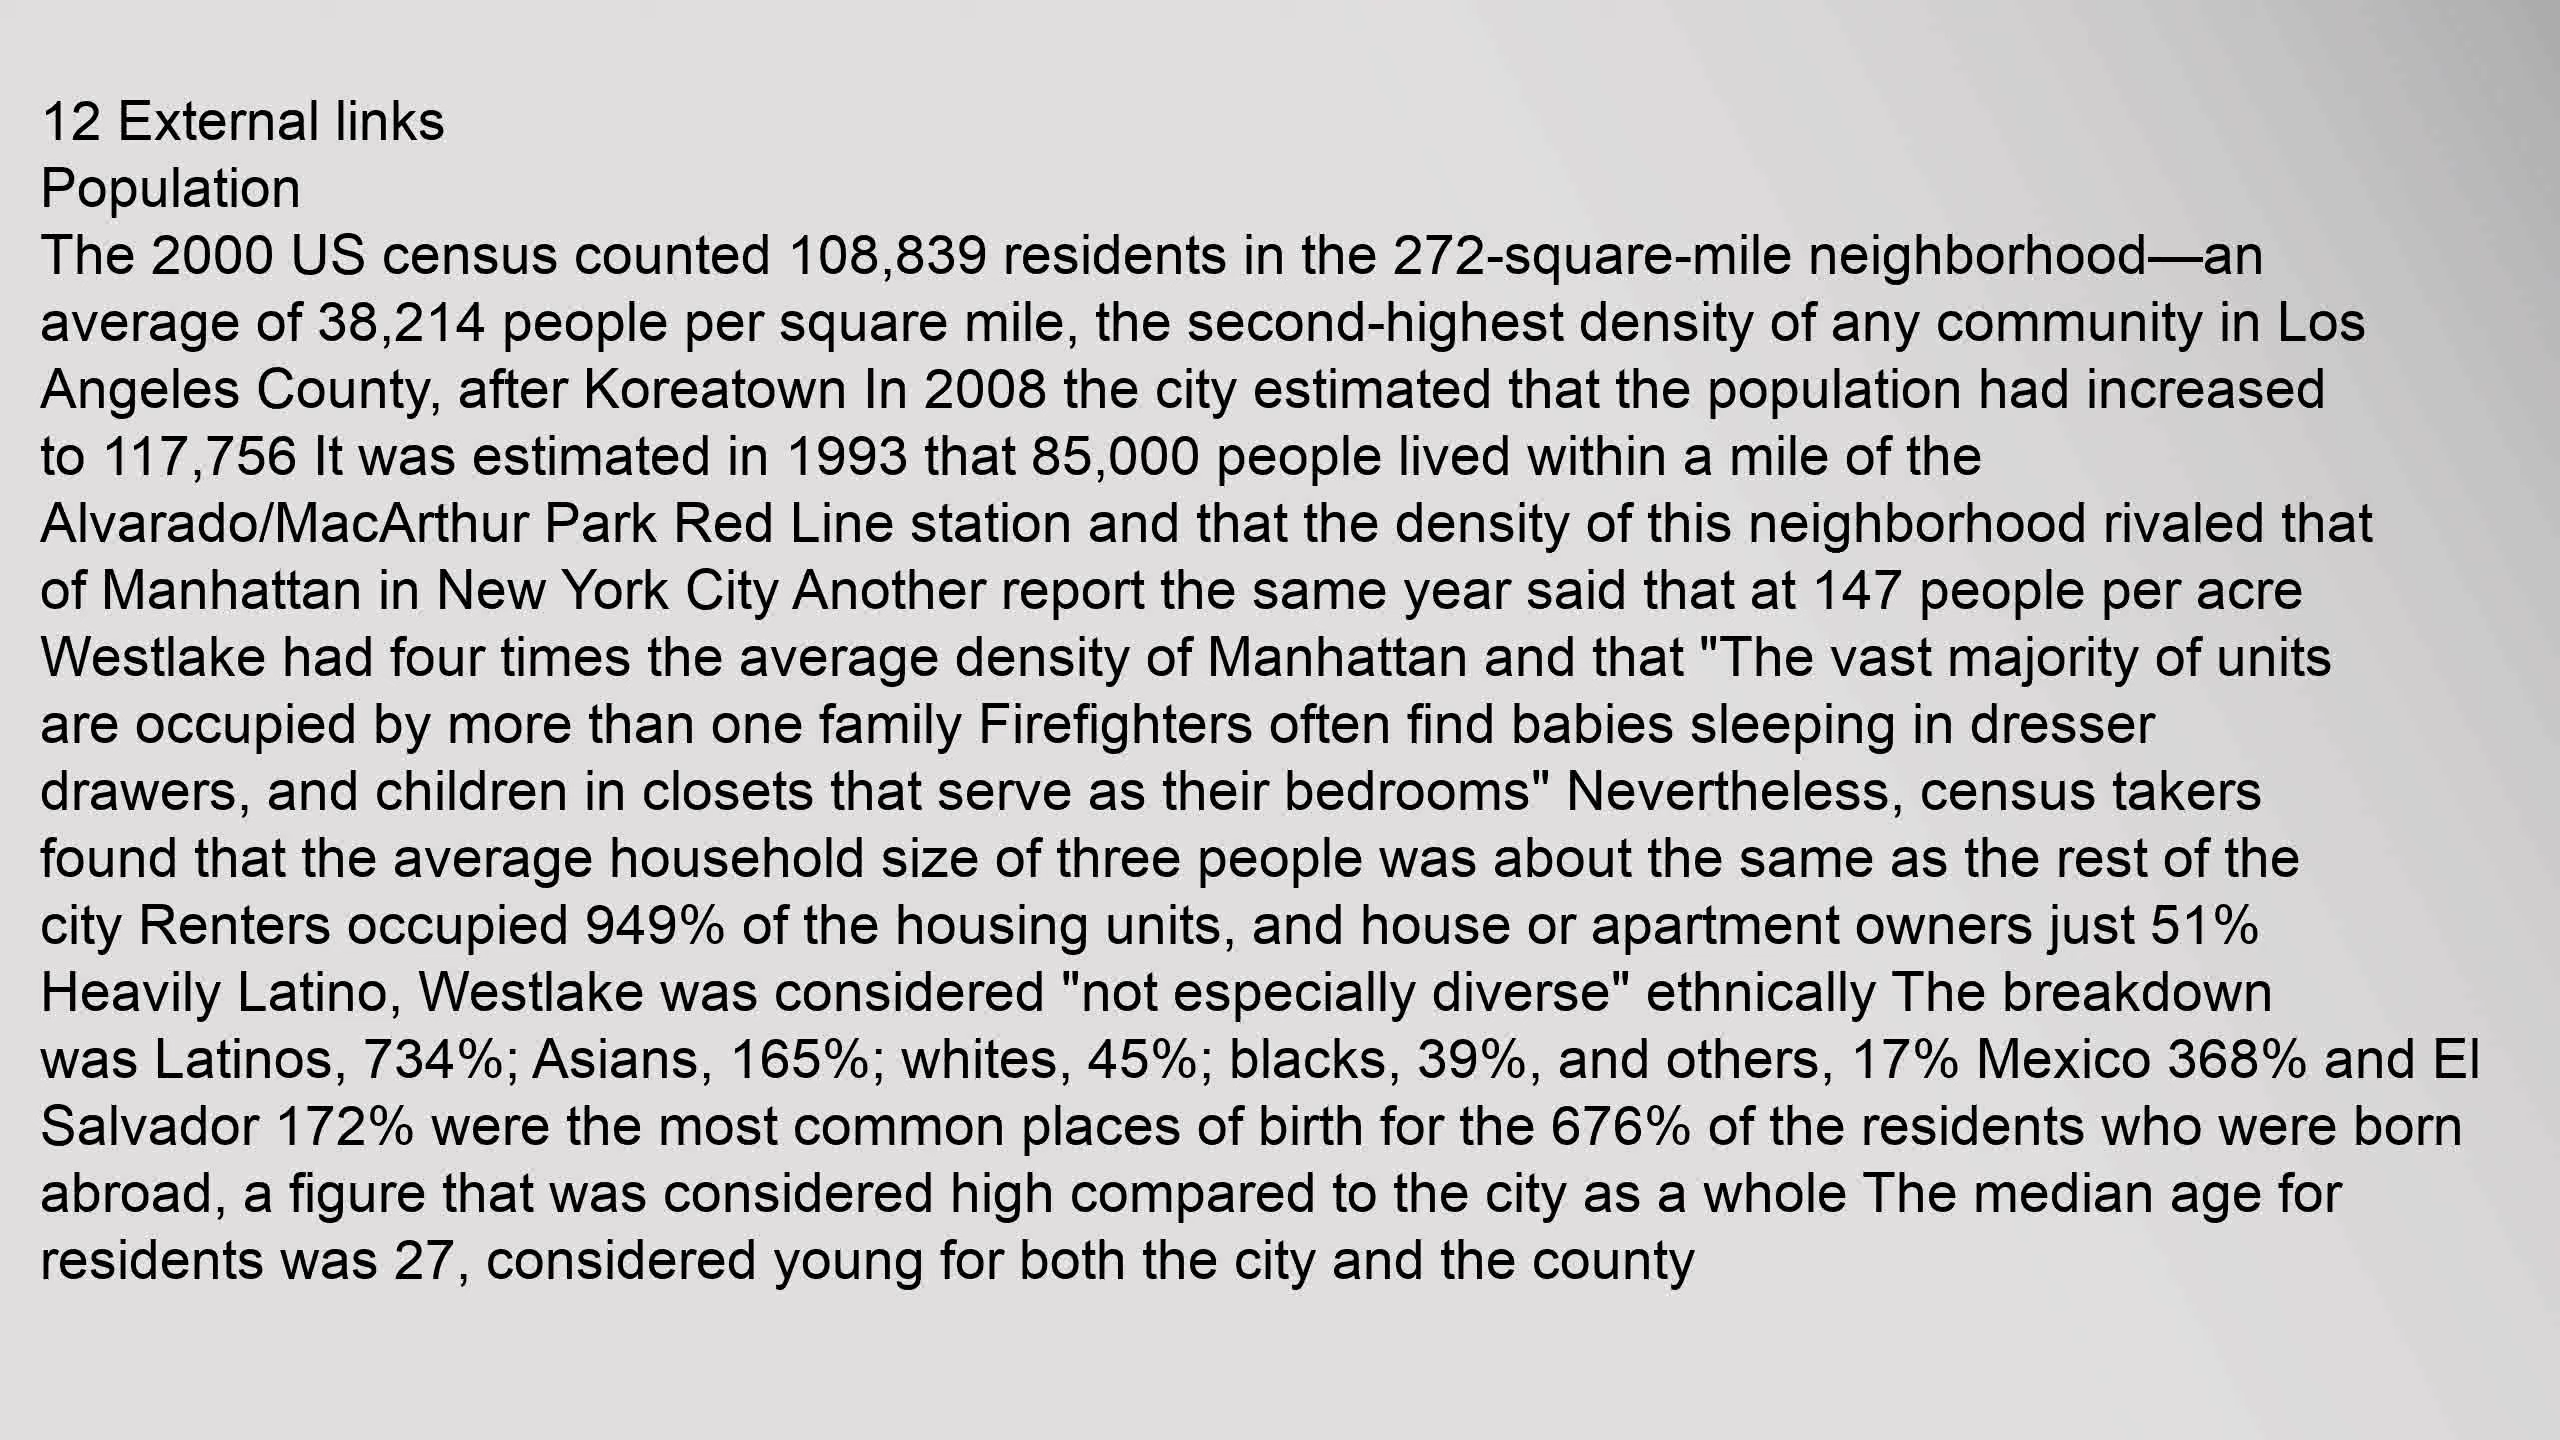 12 External links
Population
The 2000 US census counted 108,839 residents in the 272-square-mile neighborhood—an
average of 38,214 people per square mile, the second-highest density of any community in Los
Angeles County, after Koreatown In 2008 the city estimated that the population had increased
to 117,756 It was estimated in 1993 that 85,000 people lived within a mile of the
Alvarado/MacArthur Park Red Line station and that the density of this neighborhood rivaled that
of Manhattan in New York City Another report the same year said that at 147 people per acre
Westlake had four times the average density of Manhattan and that "The vast majority of units
are occupied by more than one family Firefighters often find babies sleeping in dresser
drawers, and children in closets that serve as their bedrooms" Nevertheless, census takers
found that the average household size of three people was about the same as the rest of the
city Renters occupied 949% of the housing units, and house or apartment owners just 51%
Heavily Latino, Westlake was considered "not especially diverse" ethnically The breakdown
was Latinos, 734%; Asians, 165%; whites, 45%; blacks, 39%, and others, 17% Mexico 368% and El
Salvador 172% were the most common places of birth for the 676% of the residents who were born
abroad, a figure that was considered high compared to the city as a whole The median age for
residents was 27, considered young for both the city and the county